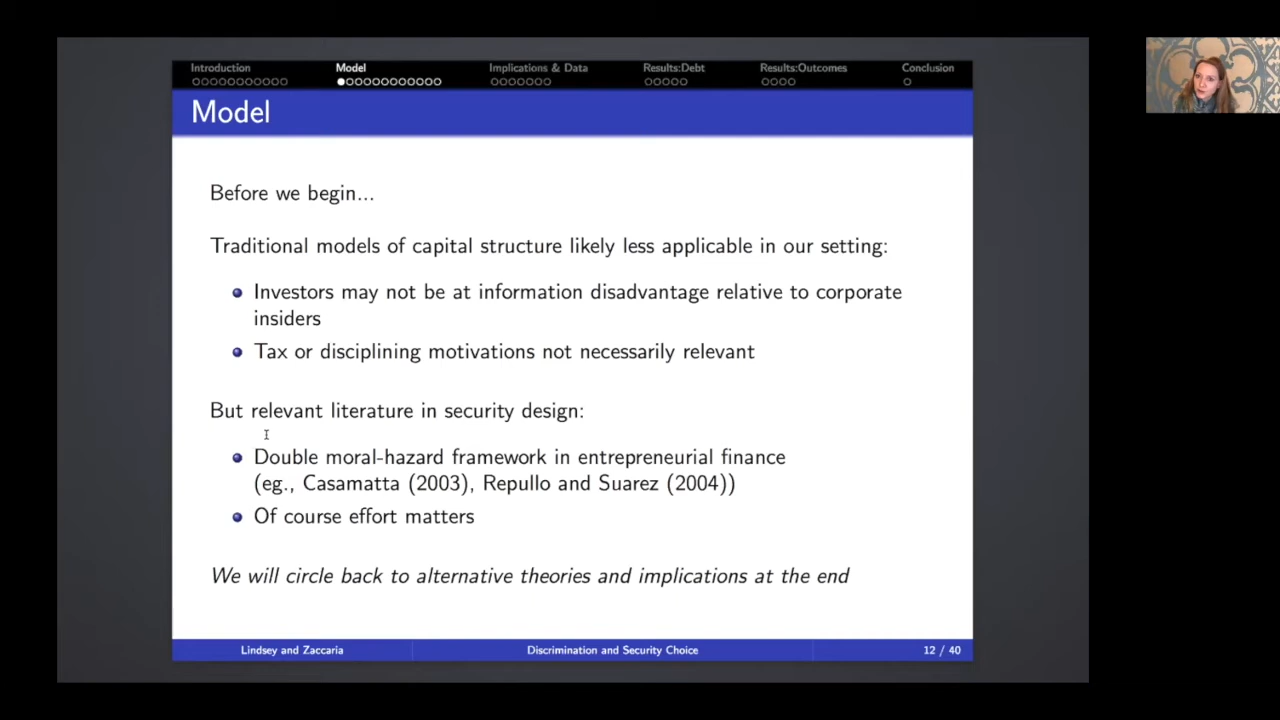 Introduction Model Implications & Data Results:Debt Results:Outcomes Conclusion
Model
Before we begin...
Traditional models of capital structure likely less applicable in our setting:
Investors may not be at information disadvantage relative to corporate
insiders
Tax or disciplining motivations not necessarily relevant
But relevant literature in security design:
Double moral-hazard framework in entrepreneurial finance
(eg., Casamatta (2003), Repullo and Suarez (2004))
Of course effort matters
We will circle back to alternative theories and implications at the end
Lindsey and Zaccaria Discrimination and Security Choice 12 / 40